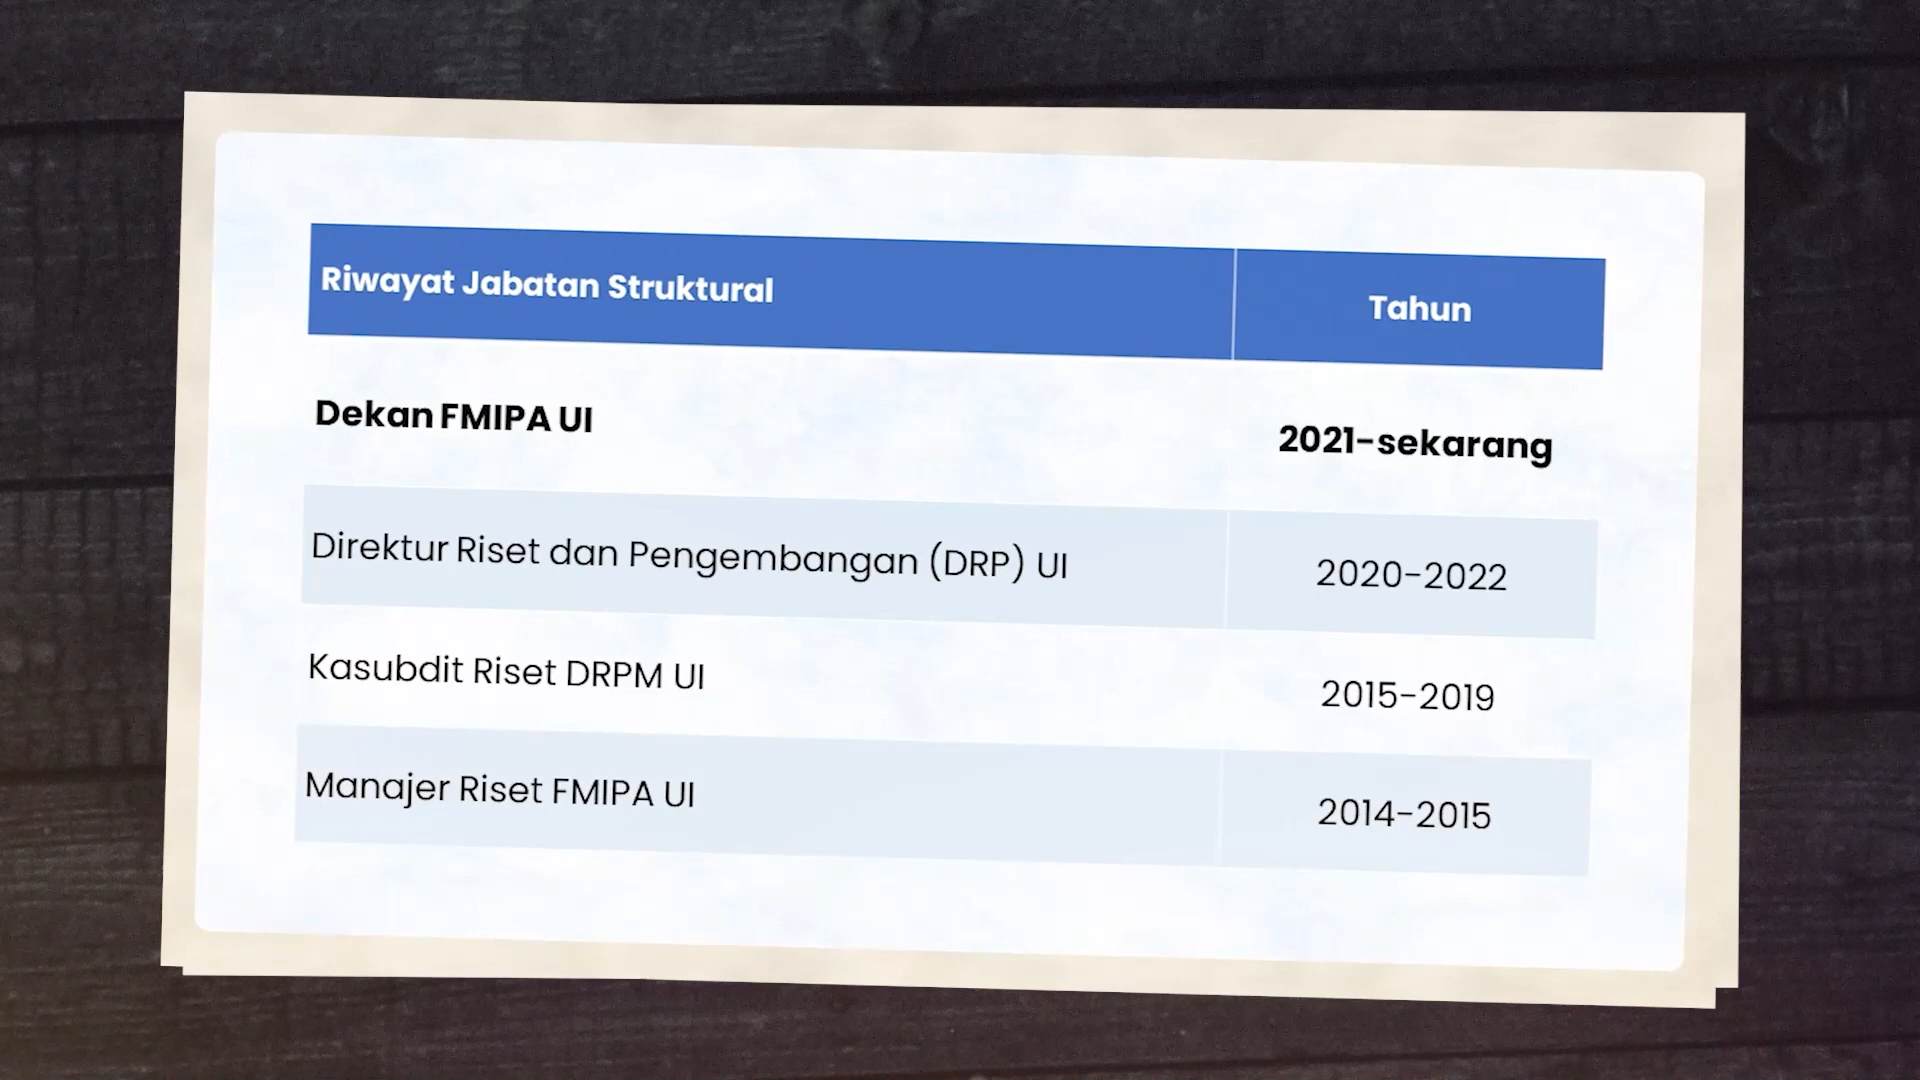 Riwayat Jabatan Struktural Tahun
Dekan FMIPA UI 2021-sekarang
Direktur Riset dan Pengembangan (DRP) UI 2020-2022
Kasubdit Riset DRPM UI 2015-2019
Manajer Riset FMIPA UI 2014-2015